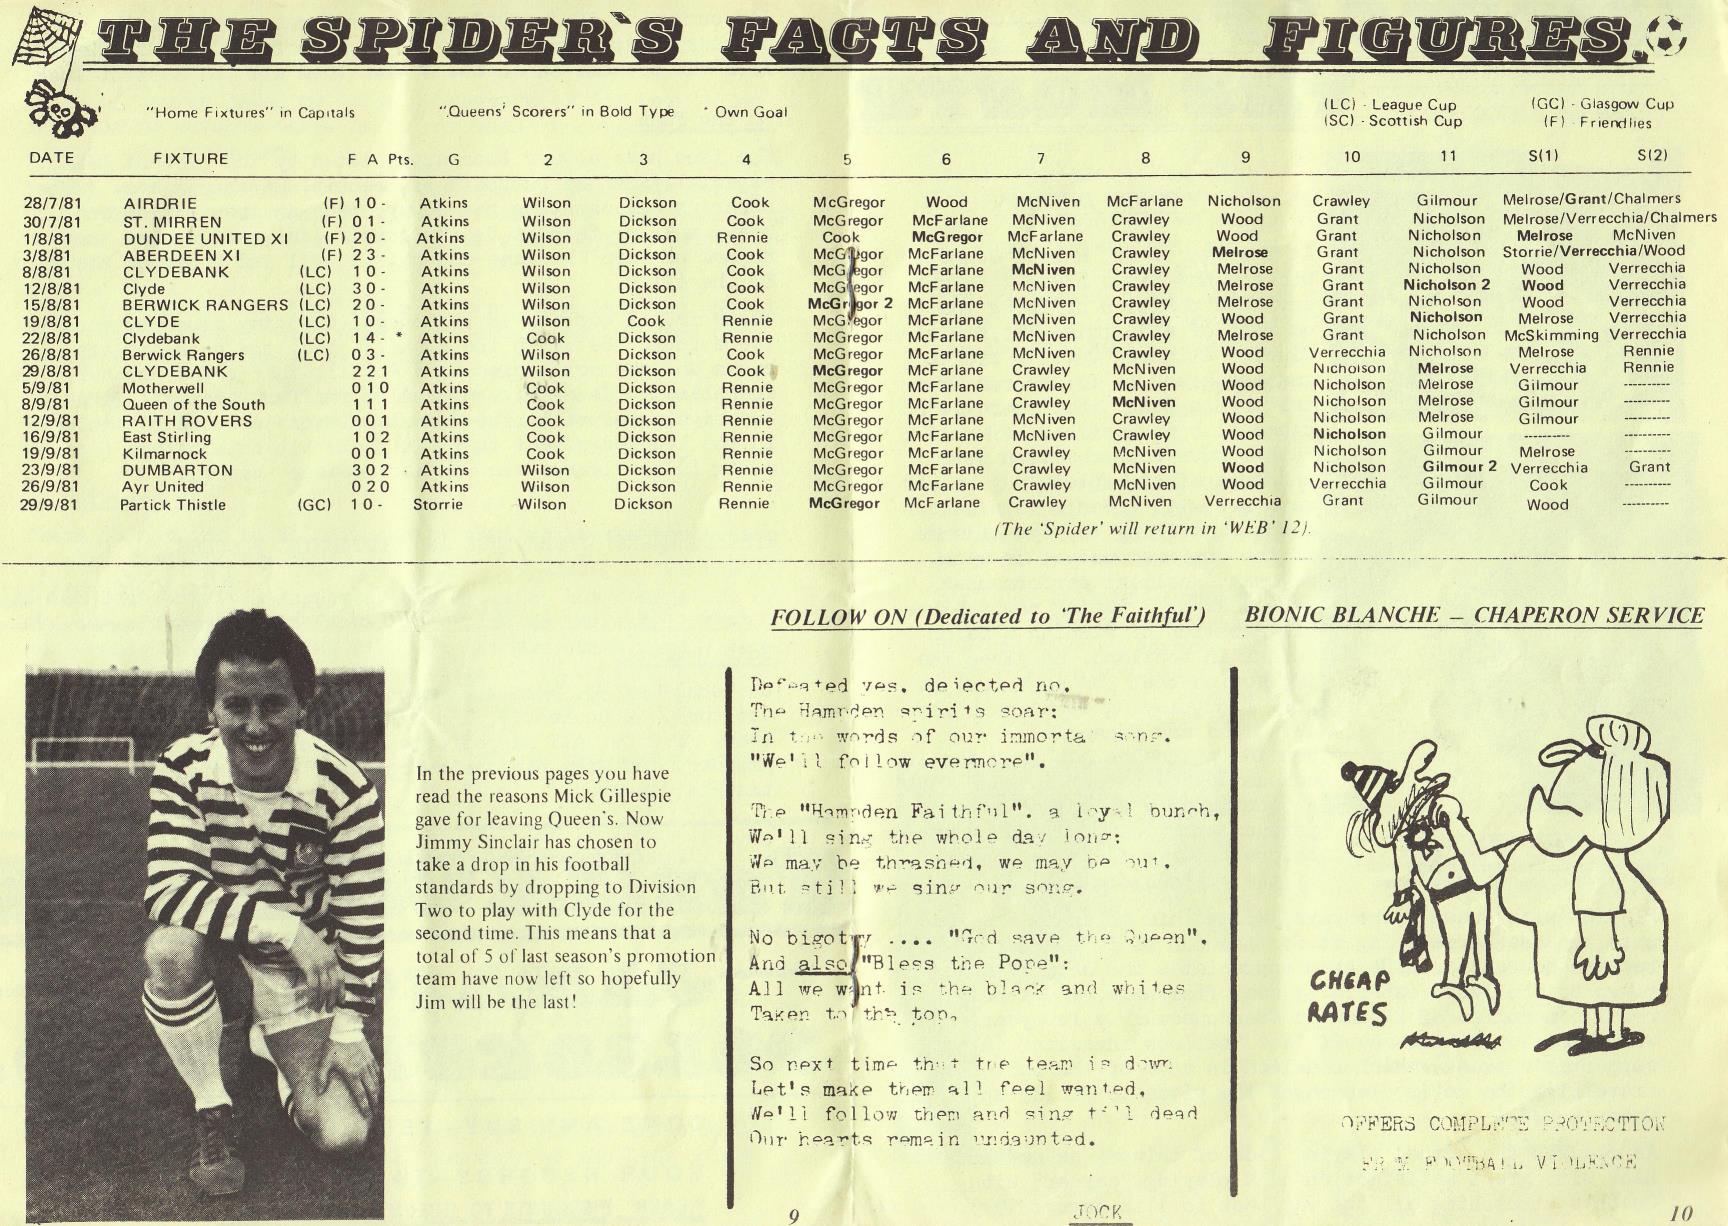 THE SPIDER`S FACTS AND FIGURES.
"Home Fixtures" in Capitals "Queens' Scorers" in Bold Type * Own Goal (LC) - League Cup (GC) - Glasgow Cup
(SC) - Scottish Cup (F) - Friendlies
DATE FIXTURE F A Pts. G 2 3 4 5 6 7 8 9 10 11 S(1) S(2)
28/7/81 AIRDRIE (F) 1 0 - Atkins Wilson Dickson Cook McGregor Wood McNiven McFarlane Nicholson Crawley Gilmour Melrose/Grant/Chalmers
30/7/81 ST. MIRREN (F) 0 1 - Atkins Wilson Dickson Cook McGregor McFarlane McNiven Crawley Wood Grant Nicholson Melrose/Verrecchia/Chalmers
1/8/81 DUNDEE UNITED XI (F) 2 0 - Atkins Wilson Dickson Rennie Cook McGregor McFarlane Crawley Wood Grant Nicholson Melrose McNiven
3/8/81 ABERDEEN XI (F) 2 3 - Atkins Wilson Dickson Cook McGregor McFarlane McNiven Crawley Melrose Grant Nicholson Storrie/Verrecchia/Wood
8/8/81 CLYDEBANK (LC) 1 0 - Atkins Wilson Dickson Cook McGregor McFarlane McNiven Crawley Melrose Grant Nicholson Wood Verrecchia
12/8/81 Clyde (LC) 3 0 - Atkins Wilson Dickson Cook McGregor McFarlane McNiven Crawley Melrose Grant Nicholson 2 Wood Verrecchia
15/8/81 BERWICK RANGERS (LC) 2 0 - Atkins Wilson Dickson Cook McGregor 2 McFarlane McNiven Crawley Melrose Grant Nicholson Wood Verrecchia
19/8/81 CLYDE (LC) 1 0 - Atkins Wilson Cook Rennie McGregor McFarlane McNiven Crawley Wood Grant Nicholson Melrose Verrecchia
22/8/81 Clydebank (LC) 1 4 - * Atkins Cook Dickson Rennie McGregor McFarlane McNiven Crawley Melrose Grant Nicholson McSkimming Verrecchia
26/8/81 Berwick Rangers (LC) 0 3 - Atkins Wilson Dickson Cook McGregor McFarlane McNiven Crawley Wood Verrecchia Nicholson Melrose Rennie
29/8/81 CLYDEBANK 2 2 1 Atkins Wilson Dickson Cook McGregor McFarlane Crawley McNiven Wood Nicholson Melrose Verrecchia Rennie
5/9/81 Motherwell 0 1 0 Atkins Cook Dickson Rennie McGregor McFarlane Crawley McNiven Wood Nicholson Melrose Gilmour ----------
8/9/81 Queen of the South 1 1 1 Atkins Cook Dickson Rennie McGregor McFarlane Crawley McNiven Wood Nicholson Melrose Gilmour ----------
12/9/81 RAITH ROVERS 0 0 1 Atkins Cook Dickson Rennie McGregor McFarlane McNiven Crawley Wood Nicholson Melrose Gilmour ----------
16/9/81 East Stirling 1 0 2 Atkins Cook Dickson Rennie McGregor McFarlane McNiven Crawley Wood Nicholson Gilmour ---------- ----------
19/9/81 Kilmarnock 0 0 1 Atkins Cook Dickson Rennie McGregor McFarlane Crawley McNiven Wood Nicholson Gilmour Melrose ----------
23/9/81 DUMBARTON 3 0 2 Atkins Wilson Dickson Rennie McGregor McFarlane Crawley McNiven Wood Nicholson Gilmour 2 Verrecchia Grant
26/9/81 Ayr United 0 2 0 Atkins Wilson Dickson Rennie McGregor McFarlane Crawley McNiven Wood Verrecchia Gilmour Cook ----------
29/9/81 Partick Thistle (GC) 1 0 - Storrie Wilson Dickson Rennie McGregor McFarlane Crawley McNiven Verrecchia Grant Gilmour Wood ----------
(The 'Spider' will return in 'WEB' 12).
In the previous pages you have
read the reasons Mick Gillespie
gave for leaving Queen's. Now
Jimmy Sinclair has chosen to
take a drop in his football
standards by dropping to Division
Two to play with Clyde for the
second time. This means that a
total of 5 of last season's promotion
team have now left so hopefully
Jim will be the last!
FOLLOW ON (Dedicated to 'The Faithful')
Defeated yes, dejected no,
The Hampden spirits soar;
In the words of our immortal song.
"We'll follow evermore".
The "Hampden Faithful". a loyal bunch,
We'll sing the whole day long;
We may be thrashed, we may be out,
But still we sing our song.
No bigotry .... "God save the Queen",
And also "Bless the Pope";
All we want is the black and whites
Taken to the top,
So next time that the team is down
Let's make them all feel wanted,
We'll follow them and sing till dead
Our hearts remain undaunted.
JOCK
9
BIONIC BLANCHE – CHAPERON SERVICE
CHEAP
RATES
OFFERS COMPLETE PROTECTION
FROM FOOTBALL VIOLENCE
10